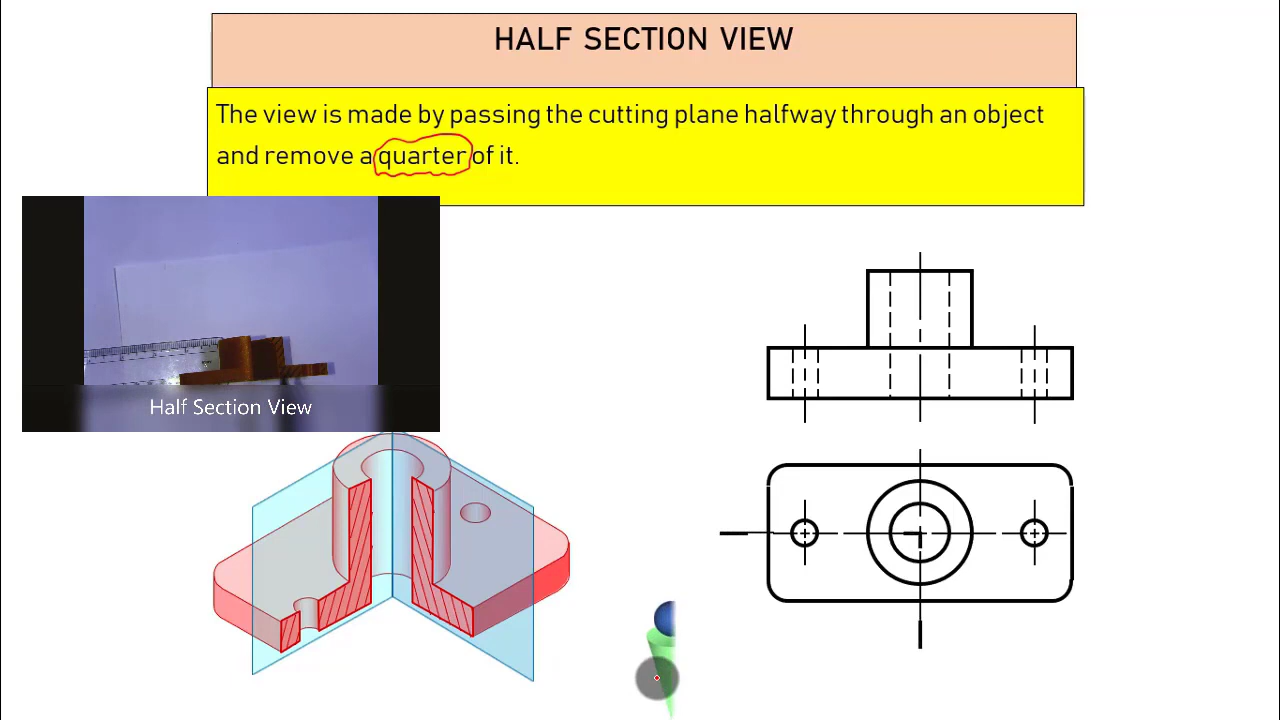 HALF SECTION VIEW
The view is made by passing the cutting plane halfway through an object
and remove a quarter of it.
Half Section View